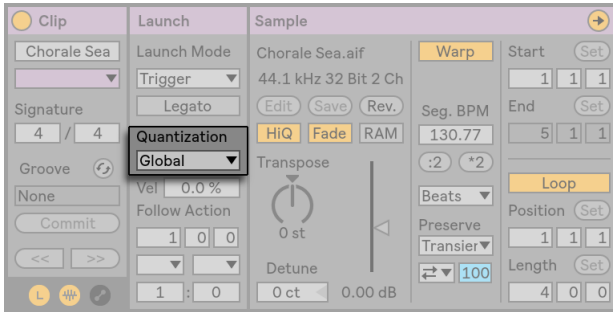 Clip
Chorale Sea
Signature
4 / 4
Groove
None
Commit
<< >>
L
Launch
Launch Mode
Trigger
Legato
Quantization
Global
Vel 0.0 %
Follow Action
1 0 0
1 : 0
Sample
Chorale Sea.aif
44.1 kHz 32 Bit 2 Ch
Edit Save Rev.
HiQ Fade RAM
Transpose
0 st
Detune
0 ct 0.00 dB
Warp
Seg. BPM
130.77
:2 *2
Beats
Preserve
Transier
100
Start Set
1 1 1
End Set
5 1 1
Loop
Position Set
1 1 1
Length Set
4 0 0